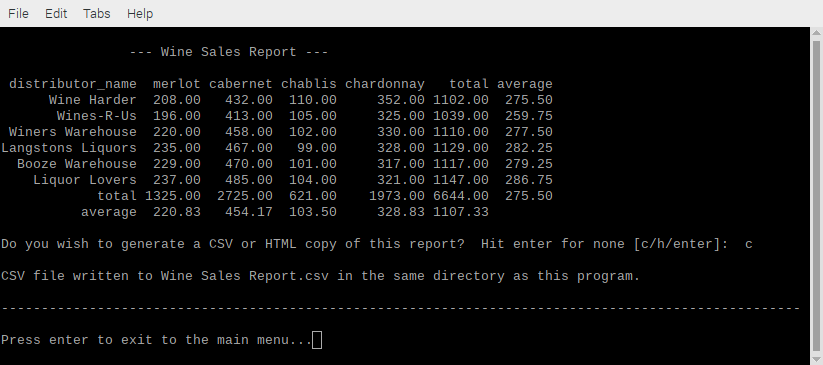 File Edit Tabs Help
--- Wine Sales Report ---
distributor_name merlot cabernet chablis chardonnay total average
Wine Harder 208.00 432.00 110.00 352.00 1102.00 275.50
Wines-R-Us 196.00 413.00 105.00 325.00 1039.00 259.75
Winers Warehouse 220.00 458.00 102.00 330.00 1110.00 277.50
Langstons Liquors 235.00 467.00 99.00 328.00 1129.00 282.25
Booze Warehouse 229.00 470.00 101.00 317.00 1117.00 279.25
Liquor Lovers 237.00 485.00 104.00 321.00 1147.00 286.75
total 1325.00 2725.00 621.00 1973.00 6644.00 275.50
average 220.83 454.17 103.50 328.83 1107.33
Do you wish to generate a CSV or HTML copy of this report?  Hit enter for none [c/h/enter]:  c
CSV file written to Wine Sales Report.csv in the same directory as this program.
----------------------------------------------------------------------------------------------------
Press enter to exit to the main menu...